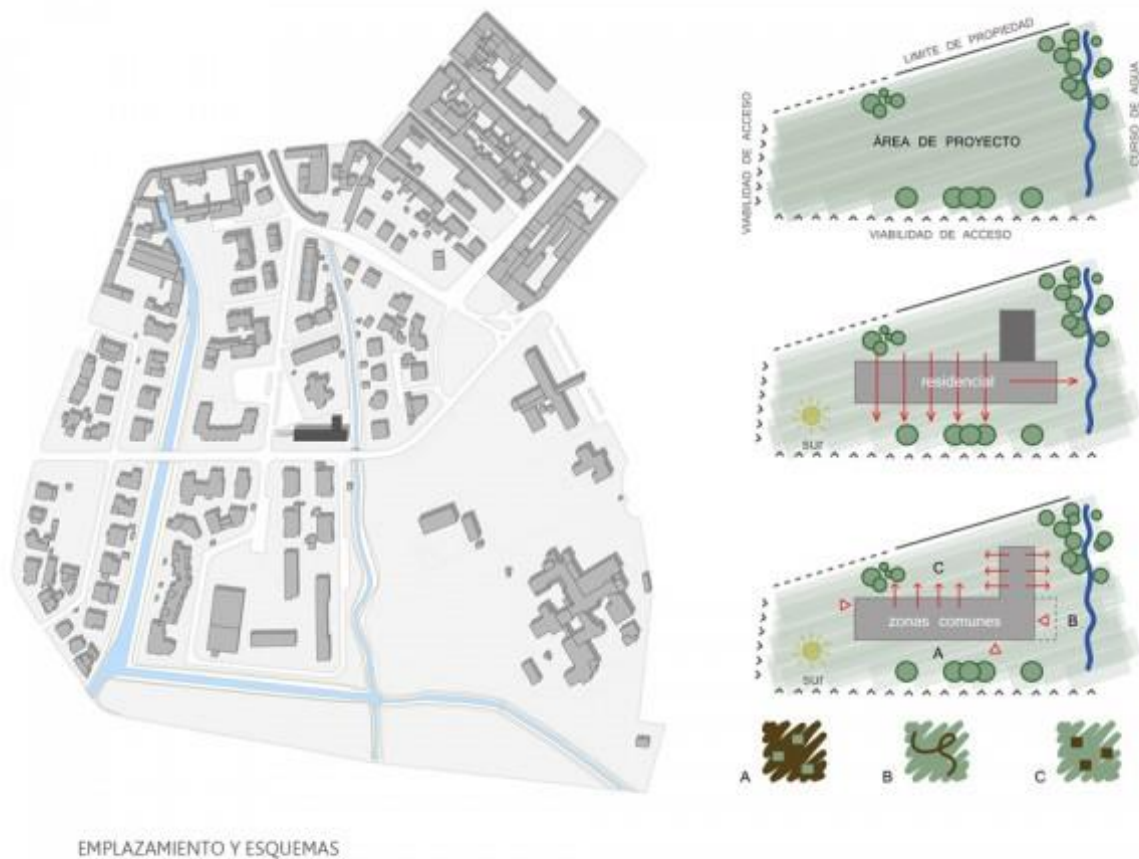 LIMITE DE PROPIEDAD
VIABILIDAD DE ACCESO
ÁREA DE PROYECTO
CURSO DE AGUA
VIABILIDAD DE ACCESO
residencial
sur
C
zonas comunes
B
A
sur
A
B
C
EMPLAZAMIENTO Y ESQUEMAS